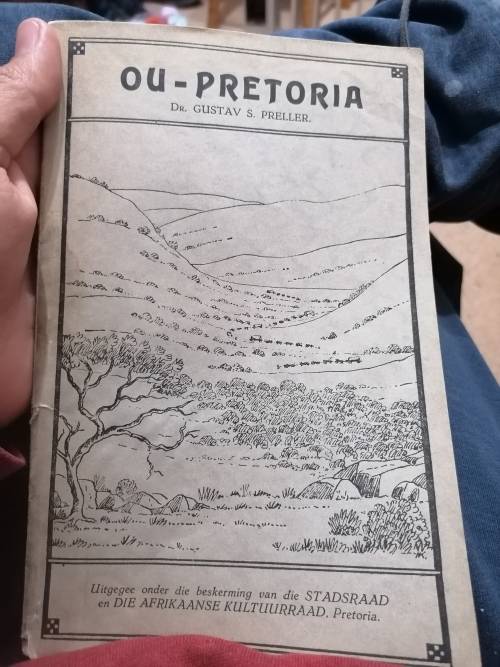 OU-PRETORIA
DR. GUSTAV S. PRELLER.
Uitgegee onder die beskerming van die STADSRAAD
en DIE AFRIKAANSE KULTUURRAAD, Pretoria.